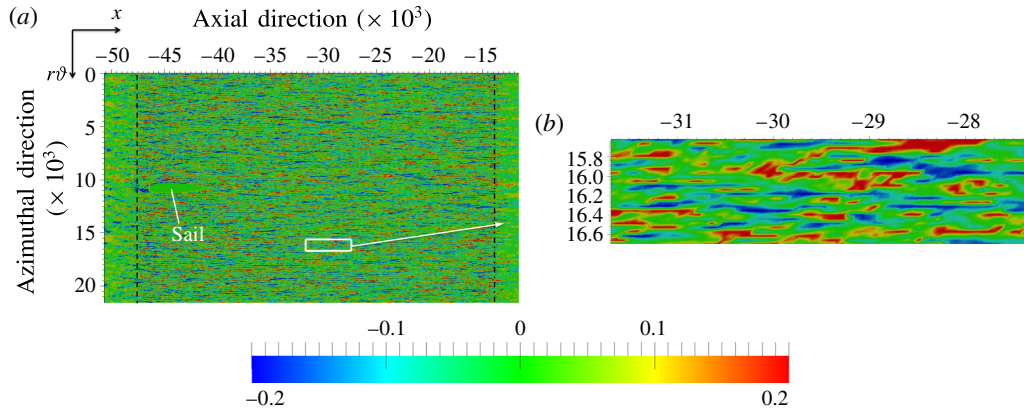 (a)
x
Axial direction (× 10³)
−50 −45 −40 −35 −30 −25 −20 −15
rϑ
Azimuthal direction
(× 10³)
0
5
10
15
20
Sail
(b)
−31 −30 −29 −28
15.8
16.0
16.2
16.4
16.6
−0.1 0 0.1
−0.2 0.2